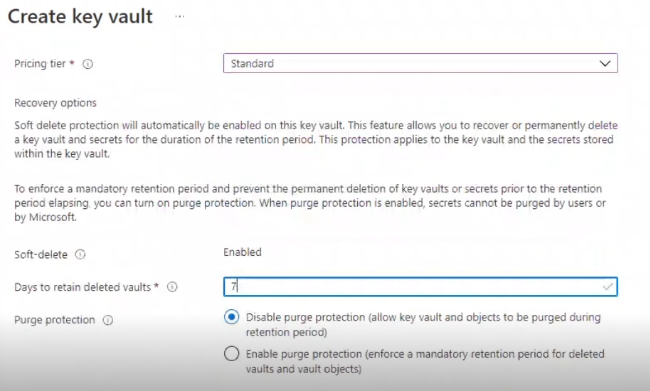 Create key vault ...
Pricing tier *
Standard
Recovery options
Soft delete protection will automatically be enabled on this key vault. This feature allows you to recover or permanently delete
a key vault and secrets for the duration of the retention period. This protection applies to the key vault and the secrets stored
within the key vault.
To enforce a mandatory retention period and prevent the permanent deletion of key vaults or secrets prior to the retention
period elapsing, you can turn on purge protection. When purge protection is enabled, secrets cannot be purged by users or
by Microsoft.
Soft-delete
Enabled
Days to retain deleted vaults *
7
Purge protection
Disable purge protection (allow key vault and objects to be purged during
retention period)
Enable purge protection (enforce a mandatory retention period for deleted
vaults and vault objects)